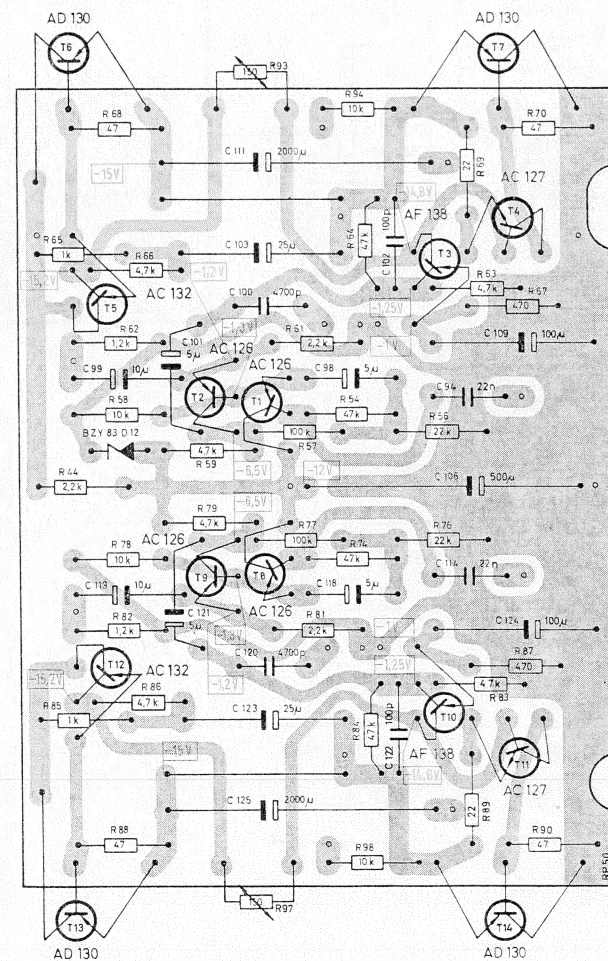 AD 130
AD 130
T6
T7
150
R93
R94
10k
R 68
47
R 70
47
C 111
2000µ
22
R 69
-15V
AC 127
-14,8V
AF 138
T4
R 64
47k
100p
C 102
T3
R65
1k
R 66
4,7k
C 103
25µ
-1,2V
-15,2V
R 63
4,7k
R 67
470
AC 132
T5
C 100
4700p
-1,25V
-1,3V
R 62
1,2k
C 101
5µ
R 61
2,2k
-1V
C 109
100µ
AC 126
AC 126
C 99
10µ
C 98
5µ
C 94
22n
T2
T1
R 58
10k
R 54
47k
R 56
22k
100k
R 57
BZY 83 D 12
4,7k
R 59
-6,5V
-12V
R 44
2,2k
C 106
500µ
-6,5V
R 79
4,7k
R 77
100k
R 76
22k
AC 126
R 78
10k
R 74
47k
T9
T8
C 114
22n
C 119
10µ
C 118
5µ
C 121
5µ
AC 126
R 82
1,2k
R 81
2,2k
-1V
C 124
100µ
-1,3V
C 120
4700p
-1,25V
R 87
470
T12
AC 132
-15,2V
-1,2V
R 86
4,7k
4,7k
R 83
R 85
1k
C 123
25µ
R 84
47k
100p
C 122
T10
AF 138
T11
-15V
-14,8V
AC 127
C 125
2000µ
22
R 89
R 88
47
R 98
10k
R 90
47
RB 50
150
R97
T13
T14
AD 130
AD 130